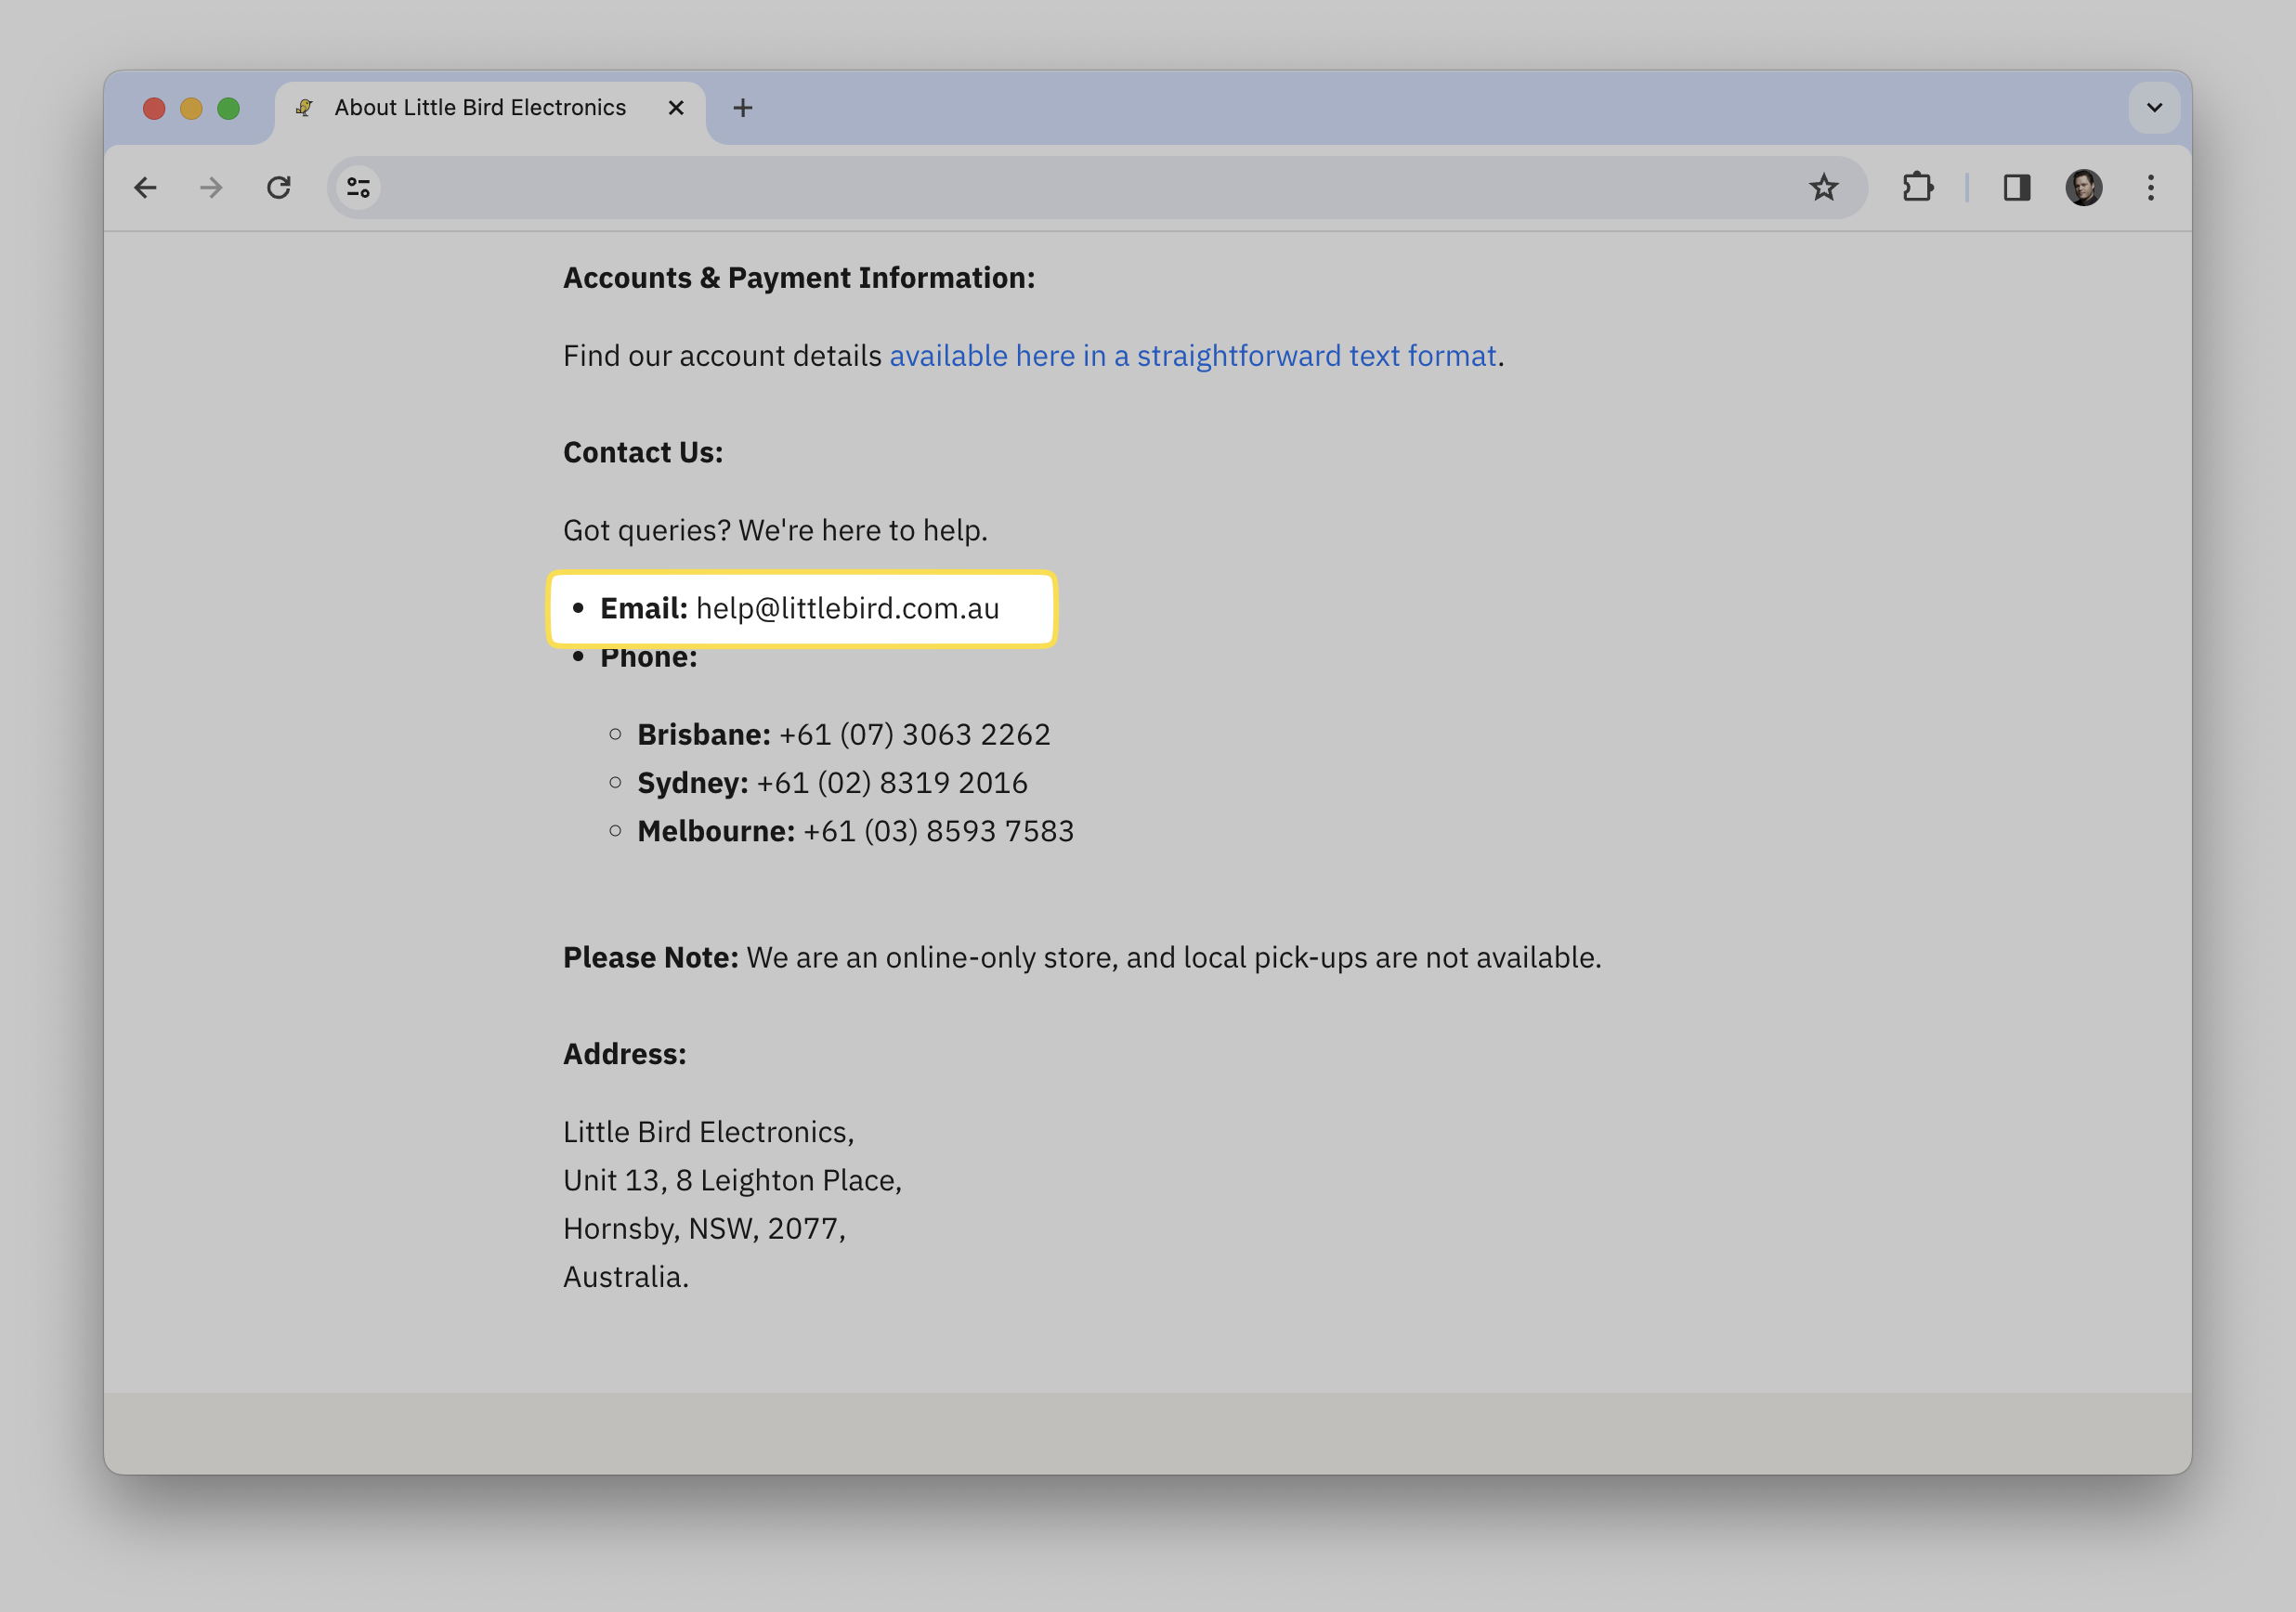 About Little Bird Electronics
Accounts & Payment Information:
Find our account details available here in a straightforward text format.
Contact Us:
Got queries? We're here to help.
Email: help@littlebird.com.au
Phone:
Brisbane: +61 (07) 3063 2262
Sydney: +61 (02) 8319 2016
Melbourne: +61 (03) 8593 7583
Please Note: We are an online-only store, and local pick-ups are not available.
Address:
Little Bird Electronics,
Unit 13, 8 Leighton Place,
Hornsby, NSW, 2077,
Australia.